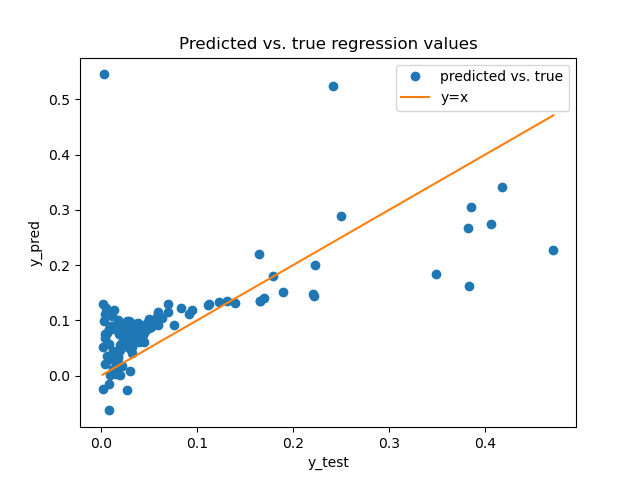 Predicted vs. true regression values
predicted vs. true
y=x
0.5
0.4
0.3
0.2
0.1
0.0
y_pred
0.0 0.1 0.2 0.3 0.4
y_test